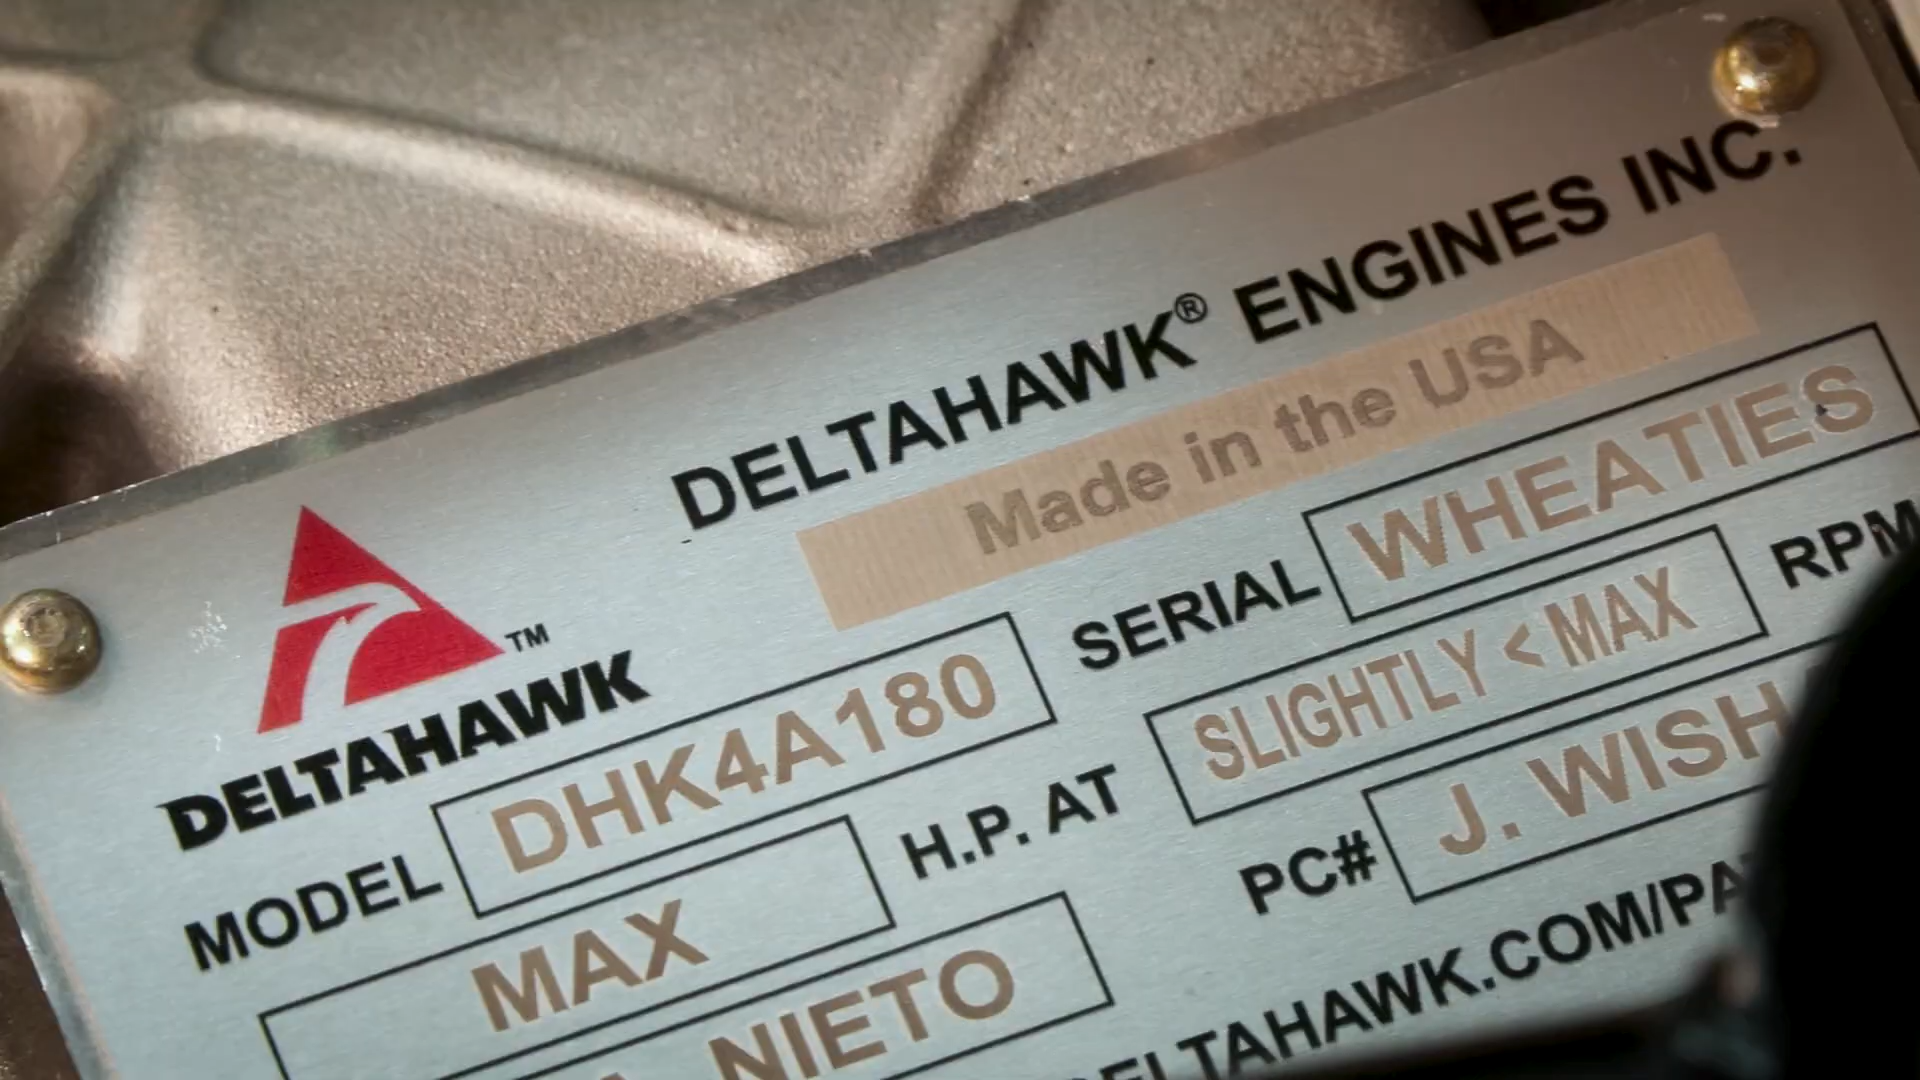 DELTAHAWK® ENGINES INC.
Made in the USA
™
DELTAHAWK
MODEL DHK4A180 SERIAL WHEATIES
MAX H.P. AT SLIGHTLY < MAX RPM
NIETO PC# J. WISH
DELTAHAWK.COM/PA